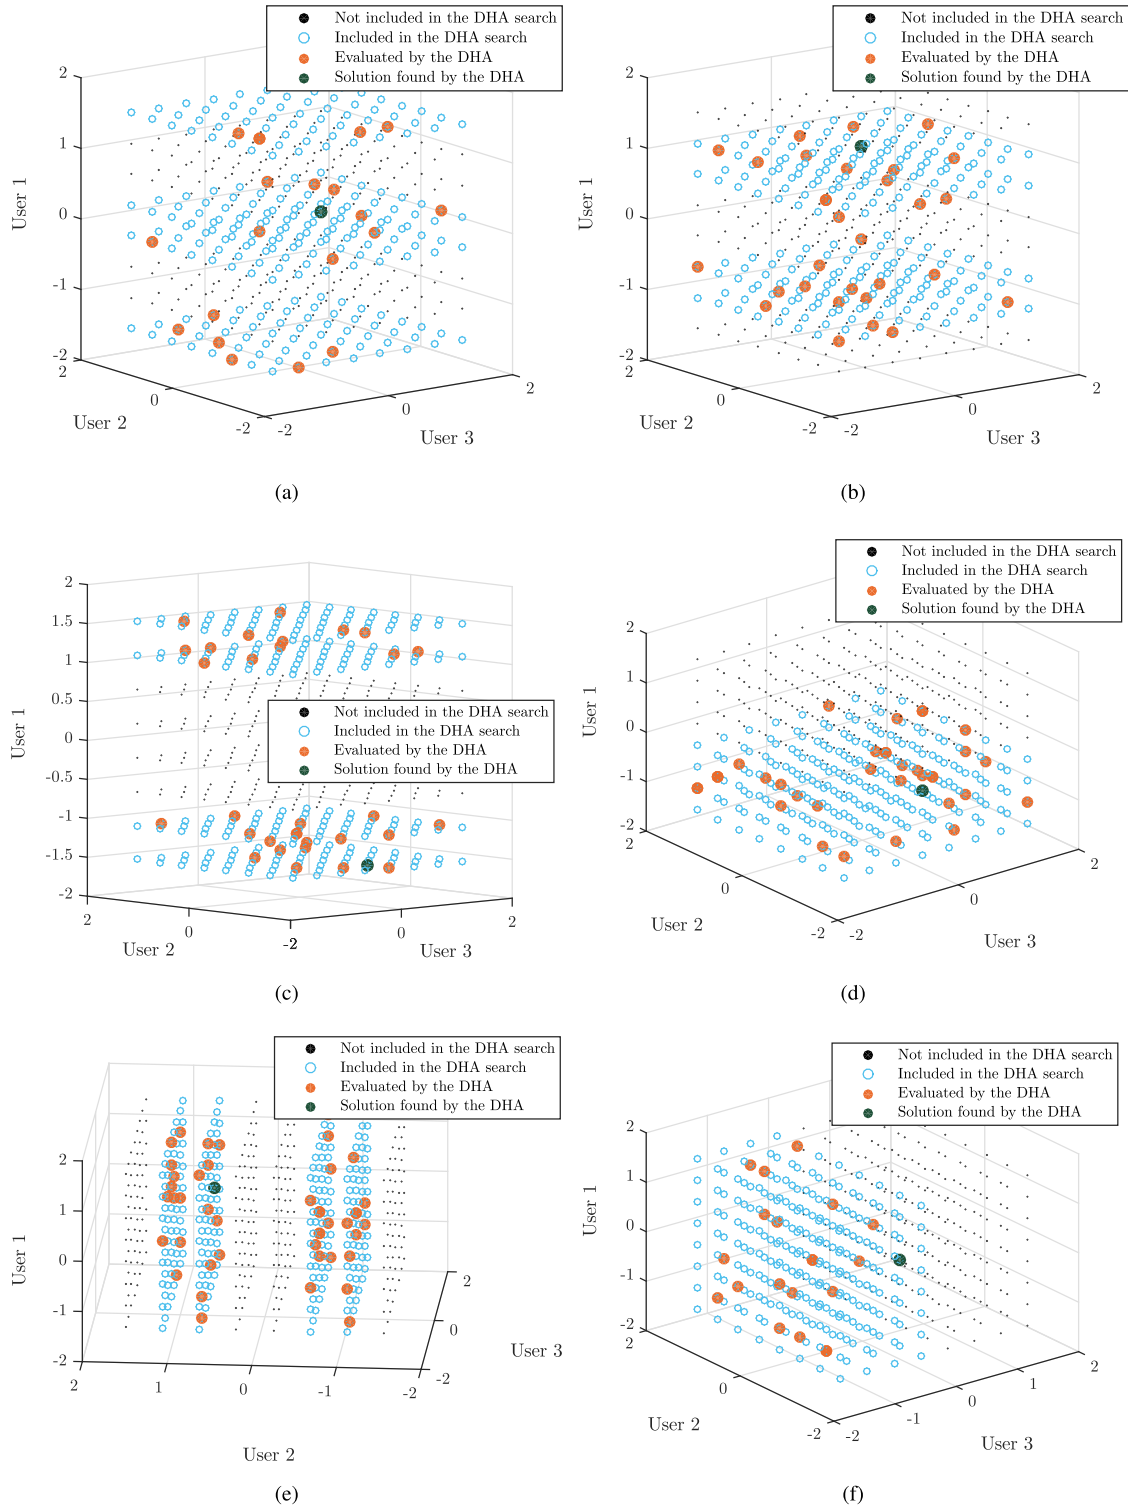 Not included in the DHA search
Included in the DHA search
Evaluated by the DHA
Solution found by the DHA
2
1
0
-1
-2
User 1
2
0
-2
User 2
-2
0
2
User 3
(a)
Not included in the DHA search
Included in the DHA search
Evaluated by the DHA
Solution found by the DHA
2
1
0
-1
-2
User 1
2
0
-2
User 2
-2
0
2
User 3
(b)
2
1.5
1
0.5
0
-0.5
-1
-1.5
-2
User 1
Not included in the DHA search
Included in the DHA search
Evaluated by the DHA
Solution found by the DHA
2
0
-2
User 2
0
2
User 3
(c)
Not included in the DHA search
Included in the DHA search
Evaluated by the DHA
Solution found by the DHA
2
1
0
-1
-2
User 1
2
0
-2
User 2
-2
0
2
User 3
(d)
Not included in the DHA search
Included in the DHA search
Evaluated by the DHA
Solution found by the DHA
2
1
0
-1
-2
User 1
2
1
0
-1
-2
User 2
-2
0
2
User 3
(e)
Not included in the DHA search
Included in the DHA search
Evaluated by the DHA
Solution found by the DHA
2
1
0
-1
-2
User 1
2
0
-2
User 2
-2
-1
0
1
2
User 3
(f)